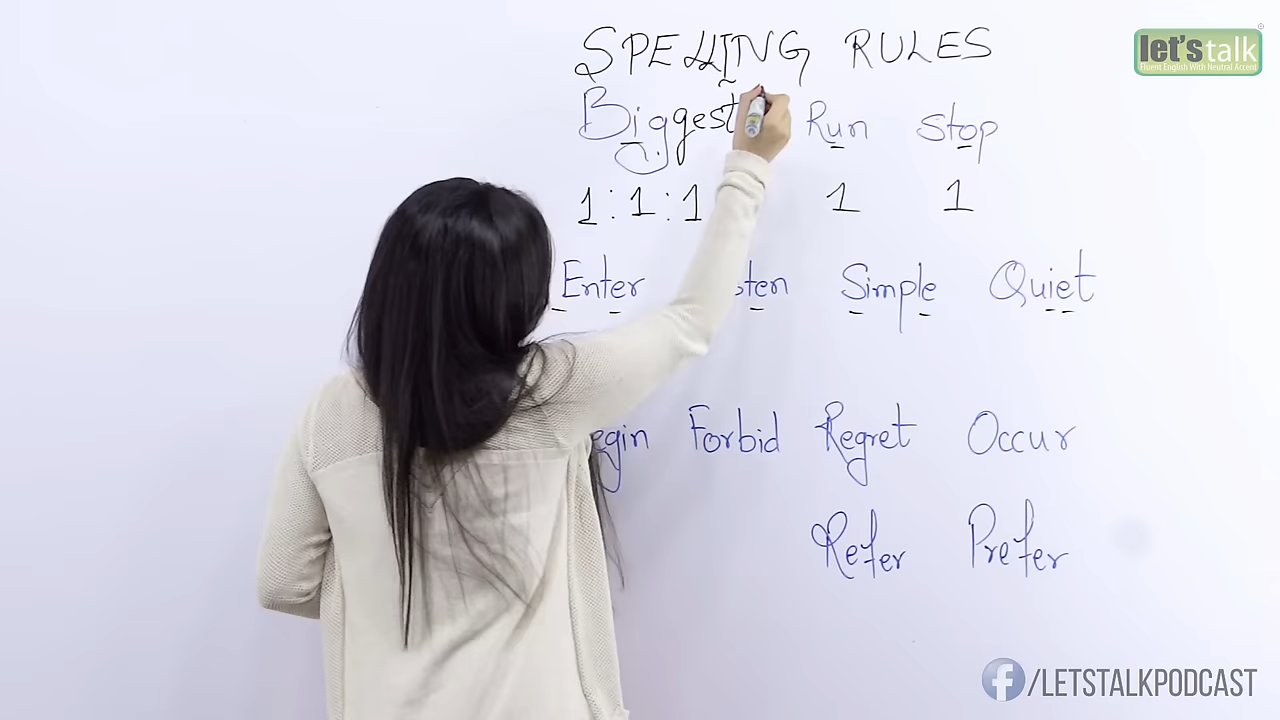 let's talk
Fluent English With Neutral Accent
SPELLING RULES
Biggest Run Stop
1:1:1 1 1
Enter Simple Quiet
Forbid Regret Occur
Refer Prefer
f/LETSTALKPODCAST